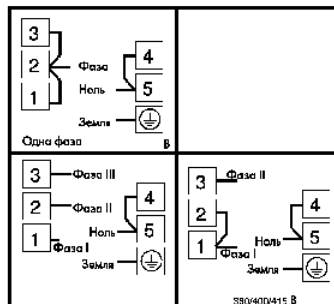 3
2 Фаза 4
1 Ноль 5
Земля
Одна фаза В
3 Фаза III
2 Фаза II 4
1 Фаза I Ноль 5
Земля
3 Фаза II
2 4
1 Фаза I Ноль 5
Земля
380/400/415 В